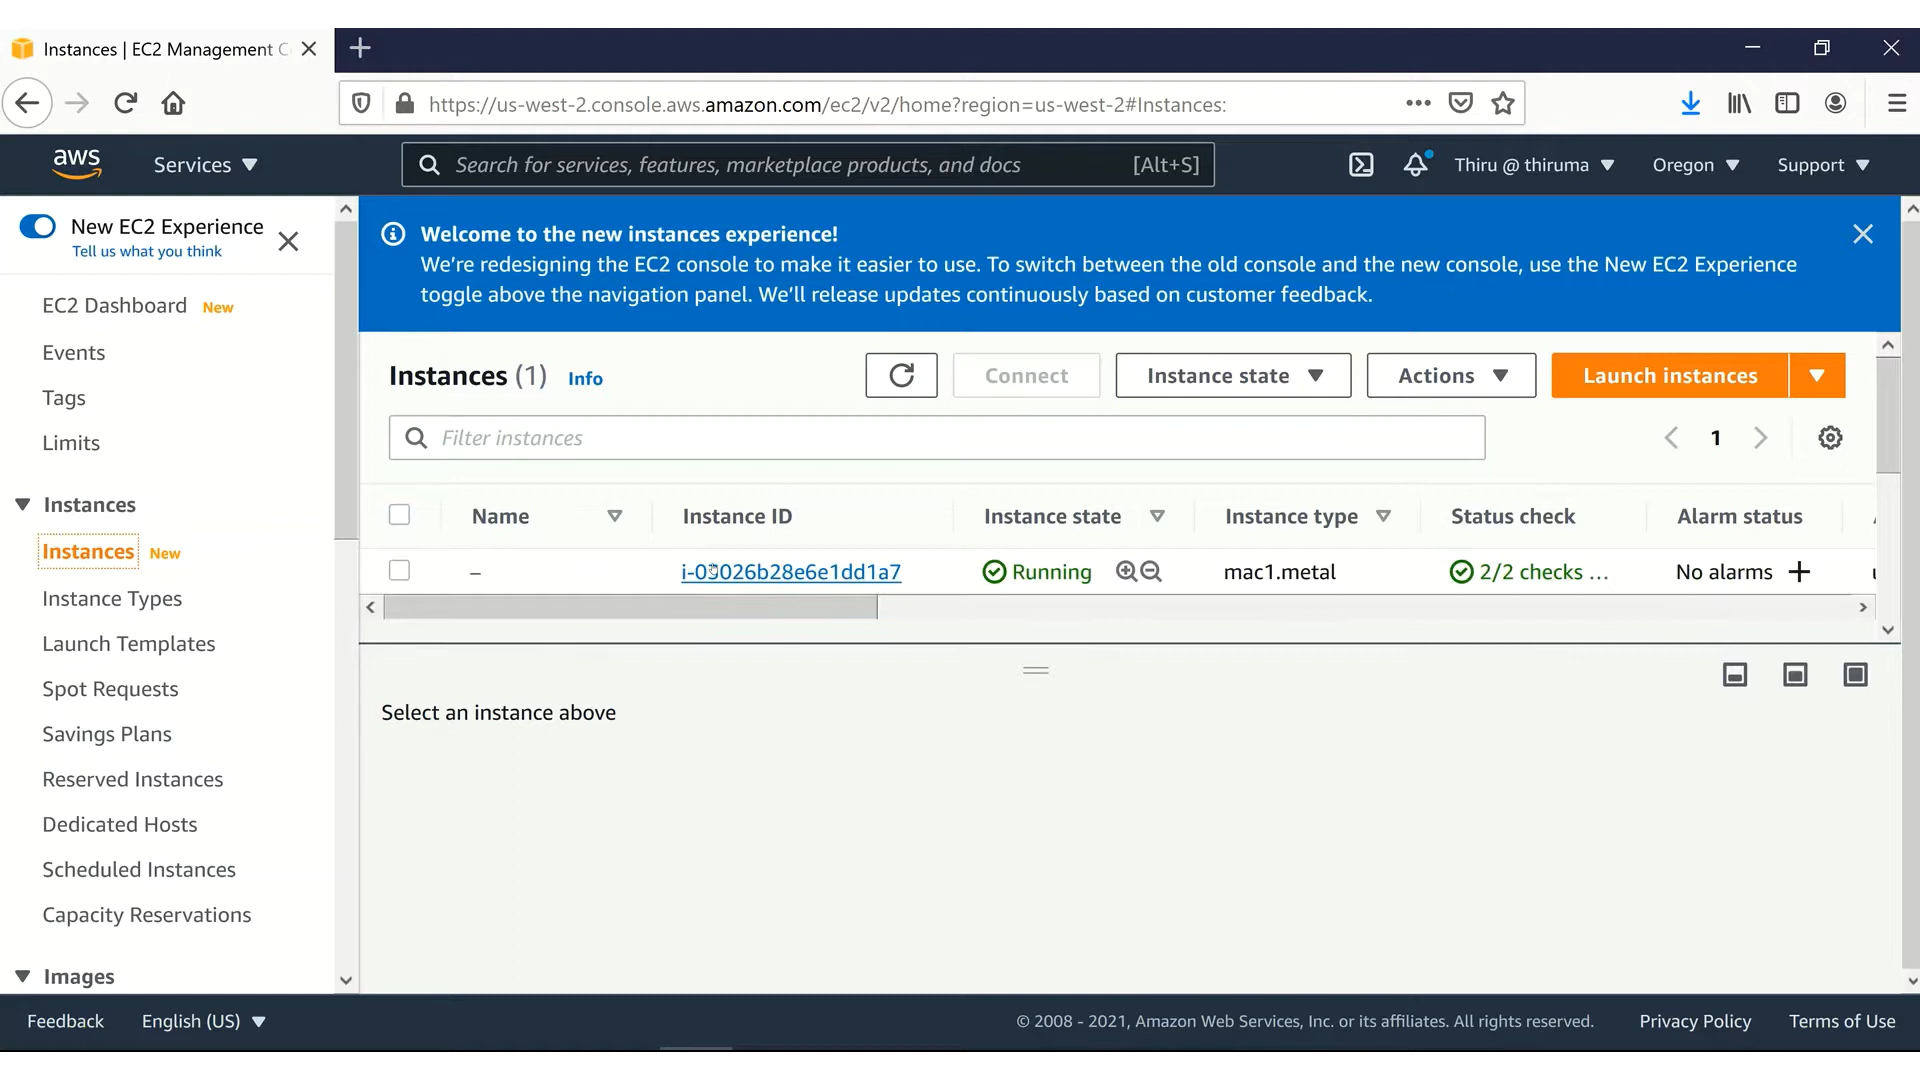 Instances | EC2 Management C
https://us-west-2.console.aws.amazon.com/ec2/v2/home?region=us-west-2#Instances:
aws
Services
Search for services, features, marketplace products, and docs
[Alt+S]
Thiru @ thiruma
Oregon
Support
New EC2 Experience
Tell us what you think
EC2 Dashboard New
Events
Tags
Limits
Instances
Instances New
Instance Types
Launch Templates
Spot Requests
Savings Plans
Reserved Instances
Dedicated Hosts
Scheduled Instances
Capacity Reservations
Images
Welcome to the new instances experience!
We're redesigning the EC2 console to make it easier to use. To switch between the old console and the new console, use the New EC2 Experience
toggle above the navigation panel. We'll release updates continuously based on customer feedback.
Instances (1) Info
Connect
Instance state
Actions
Launch instances
Filter instances
1
Name
Instance ID
Instance state
Instance type
Status check
Alarm status
–
Running
mac1.metal
2/2 checks ...
No alarms
Select an instance above
Feedback
English (US)
© 2008 - 2021, Amazon Web Services, Inc. or its affiliates. All rights reserved.
Privacy Policy
Terms of Use